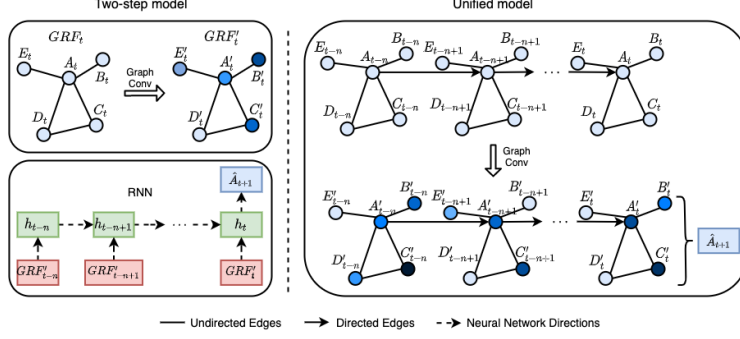 Two-step model
Unified model
GRF_t
GRF'_t
E_t
A_t
B_t
D_t
C_t
Graph
Conv
E'_t
A'_t
B'_t
D'_t
C'_t
RNN
Â_{t+1}
h_{t-n}
h_{t-n+1}
...
h_t
GRF'_{t-n}
GRF'_{t-n+1}
GRF'_t
E_{t-n}
A_{t-n}
B_{t-n}
E_{t-n+1}
A_{t-n+1}
B_{t-n+1}
...
E_t
A_t
B_t
D_{t-n}
C_{t-n}
D_{t-n+1}
C_{t-n+1}
D_t
C_t
Graph
Conv
E'_{t-n}
A'_{t-n}
B'_{t-n}
E'_{t-n+1}
A'_{t-n+1}
B'_{t-n+1}
...
E'_t
A'_t
B'_t
D'_{t-n}
C'_{t-n}
D'_{t-n+1}
C'_{t-n+1}
D'_t
C'_t
Â_{t+1}
Undirected Edges
Directed Edges
Neural Network Directions